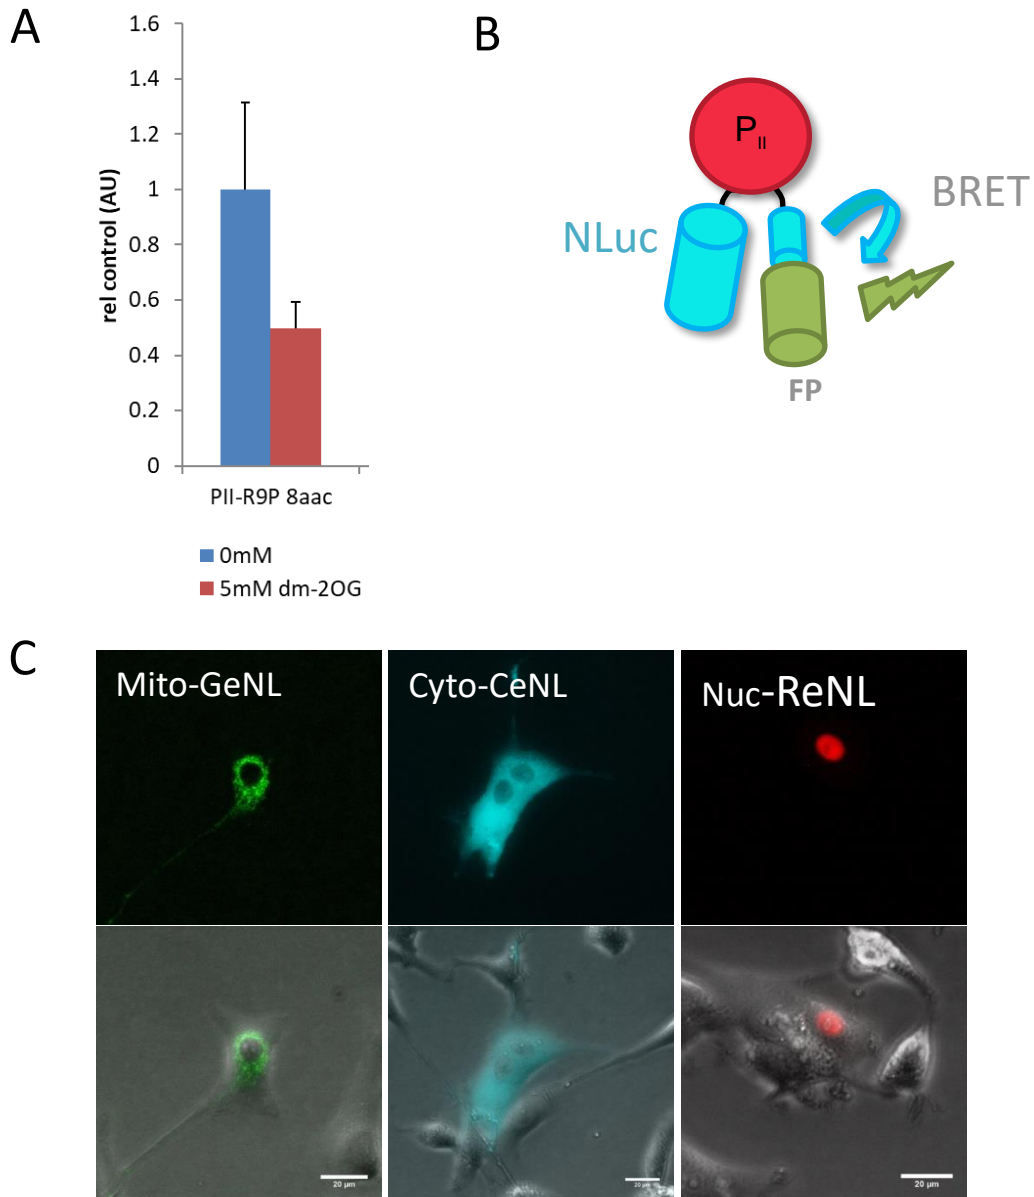 A
1.6
1.4
1.2
1
0.8
0.6
0.4
0.2
0
rel control (AU)
PII-R9P 8aac
0mM
5mM dm-2OG
B
PII
NLuc
BRET
FP
C
Mito-GeNL
Cyto-CeNL
Nuc-ReNL
20 µm
20 µm
20 µm